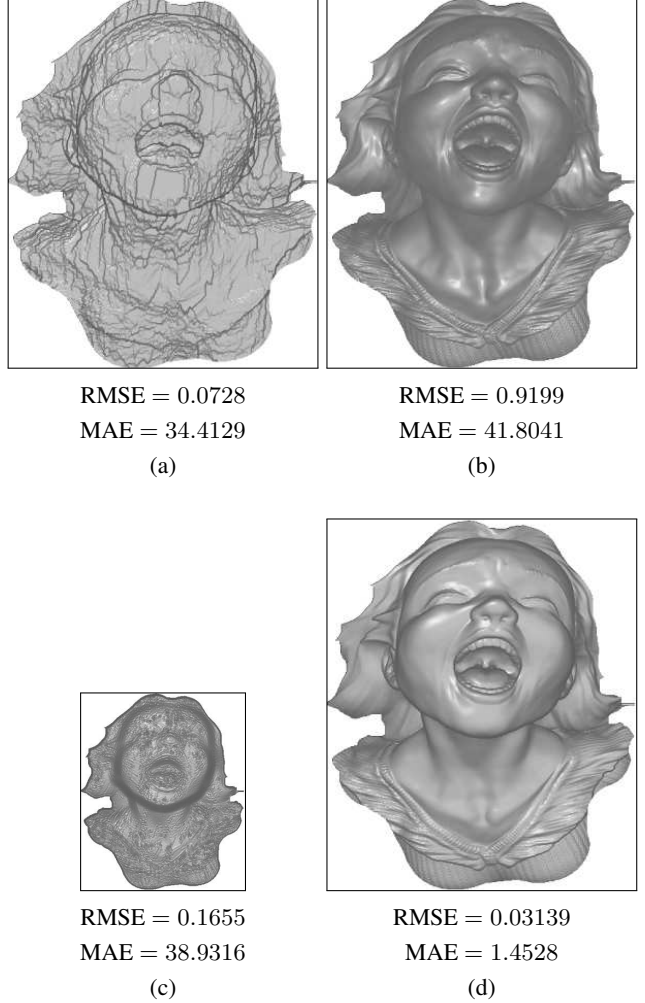 RMSE = 0.0728
MAE = 34.4129
(a)
RMSE = 0.9199
MAE = 41.8041
(b)
RMSE = 0.1655
MAE = 38.9316
(c)
RMSE = 0.03139
MAE = 1.4528
(d)